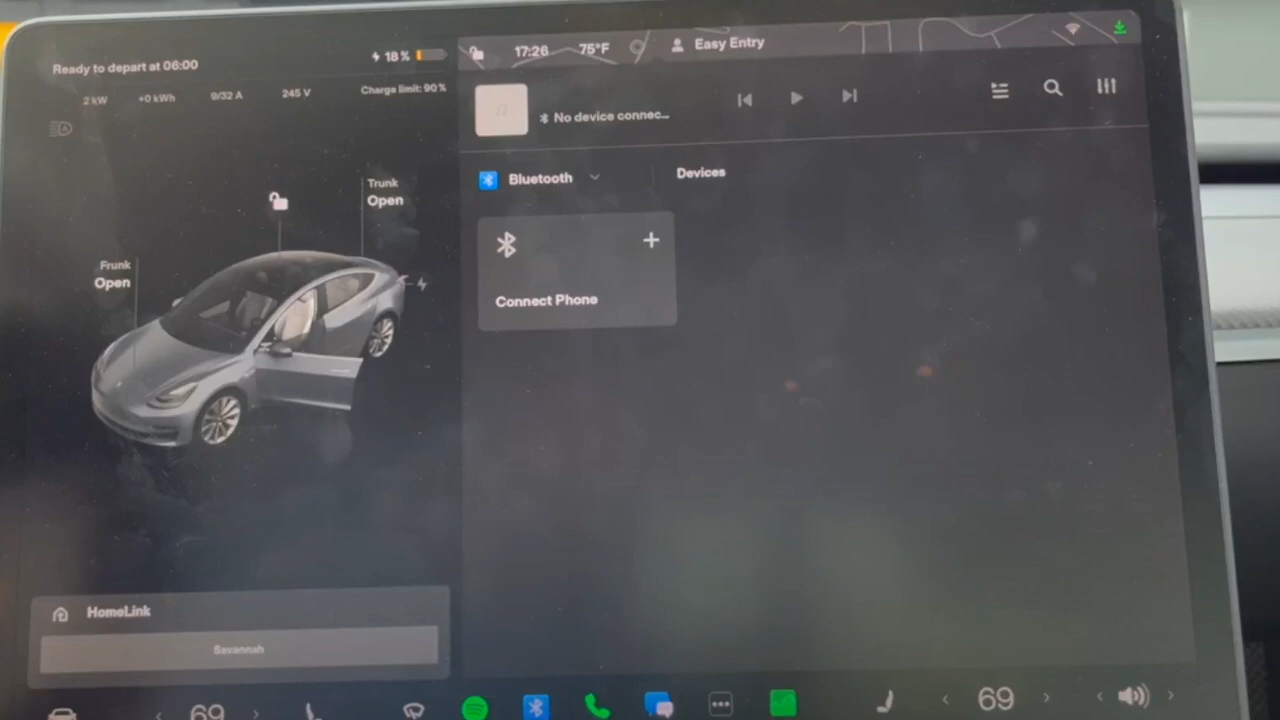 Ready to depart at 06:00
18 %
2 kW
+0 kWh
9/32 A
245 V
Charge limit: 90 %
17:26
75°F
Easy Entry
No device connec...
Bluetooth
Devices
Connect Phone
Trunk
Open
Frunk
Open
HomeLink
Savannah
69
69